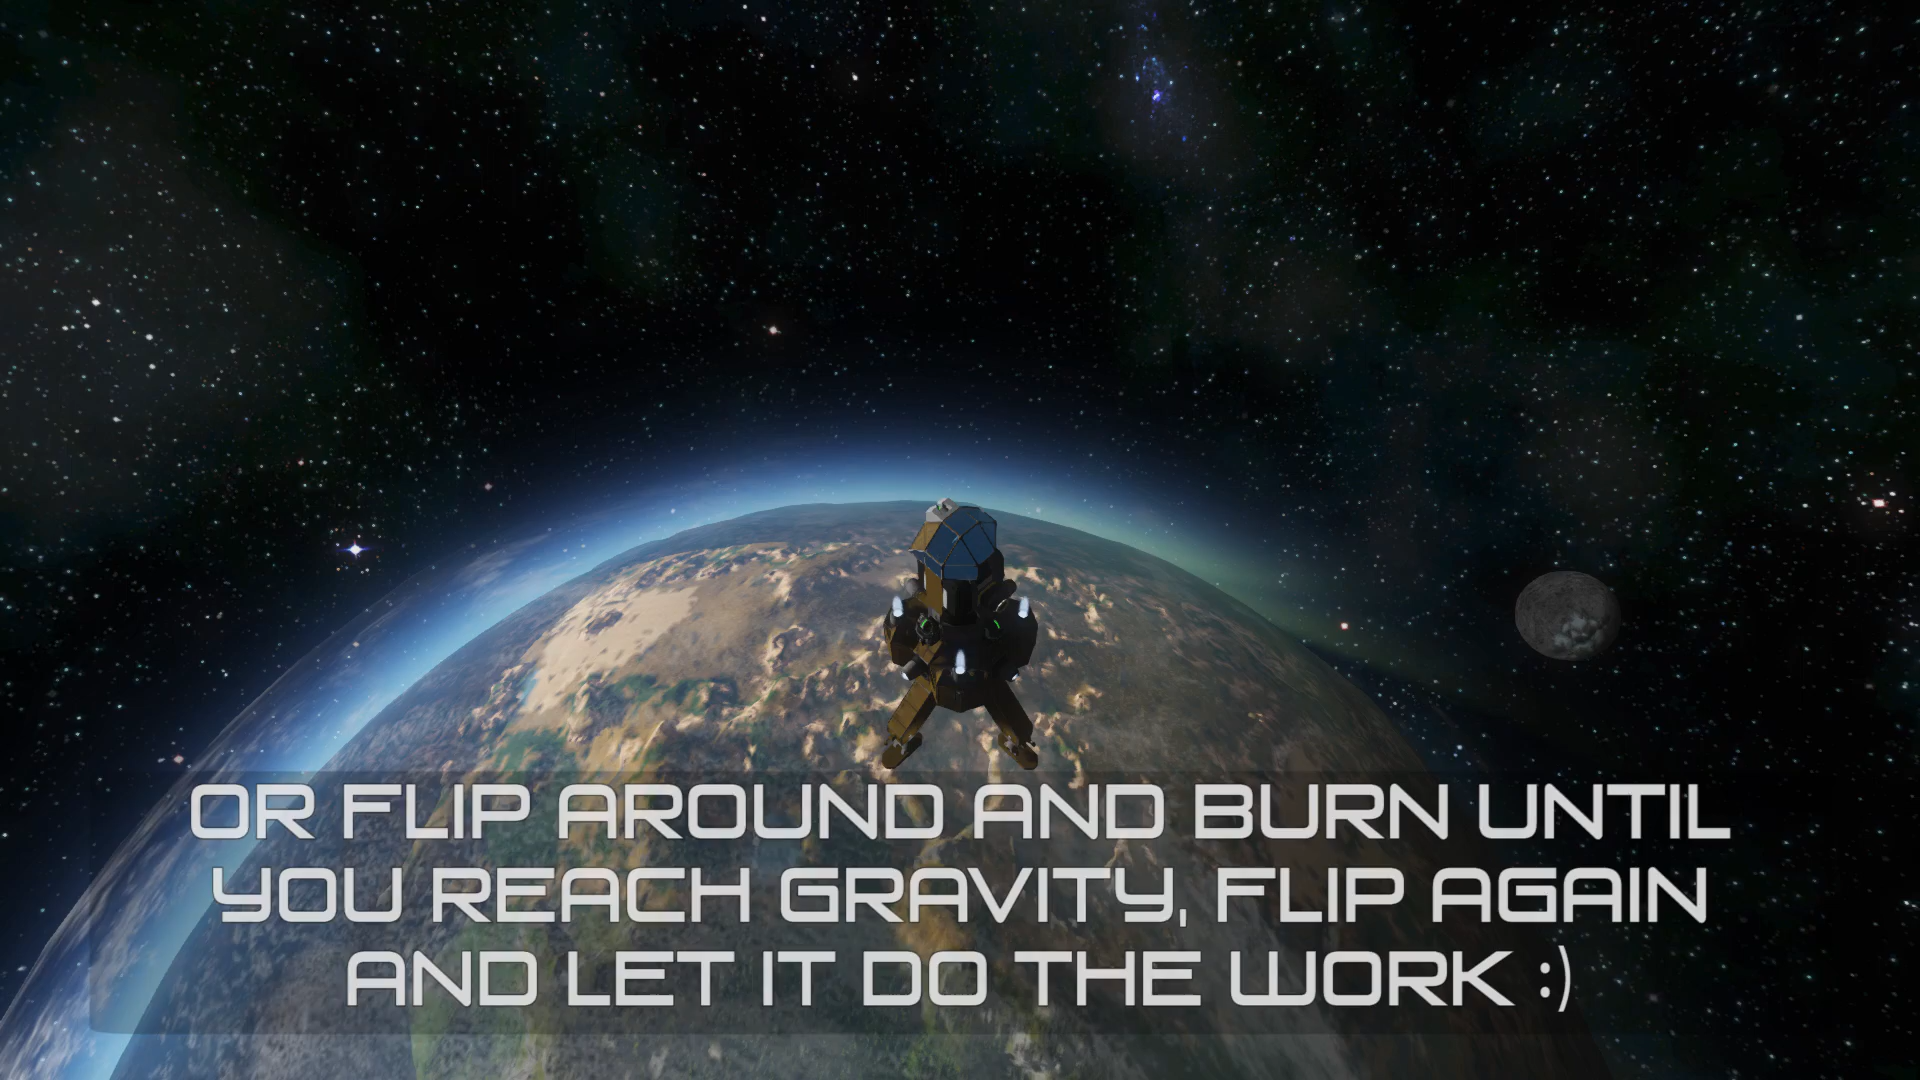 OR FLIP AROUND AND BURN UNTIL
YOU REACH GRAVITY, FLIP AGAIN
AND LET IT DO THE WORK :)